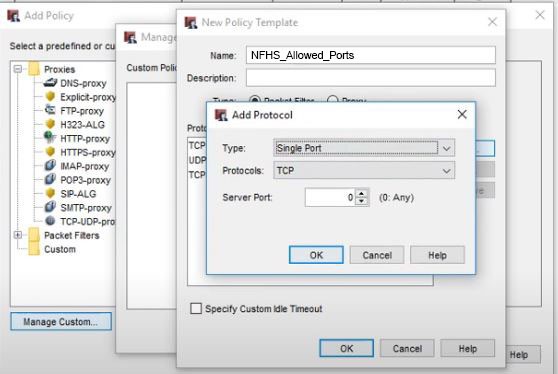 Add Policy
Select a predefined or cu
Proxies
DNS-proxy
Explicit-proxy
FTP-proxy
H323-ALG
HTTP-proxy
HTTPS-proxy
IMAP-proxy
POP3-proxy
SIP-ALG
SMTP-proxy
TCP-UDP-pro
Packet Filters
Custom
Manage Custom...
Help
Manage
Custom Polic
New Policy Template
Name: NFHS_Allowed_Ports
Description:
Type: Packet Filter Proxy
Proto
TCP
UDP
TCP
Specify Custom Idle Timeout
OK Cancel Help
Add Protocol
Type: Single Port
Protocols: TCP
Server Port: 0 (0: Any)
OK Cancel Help